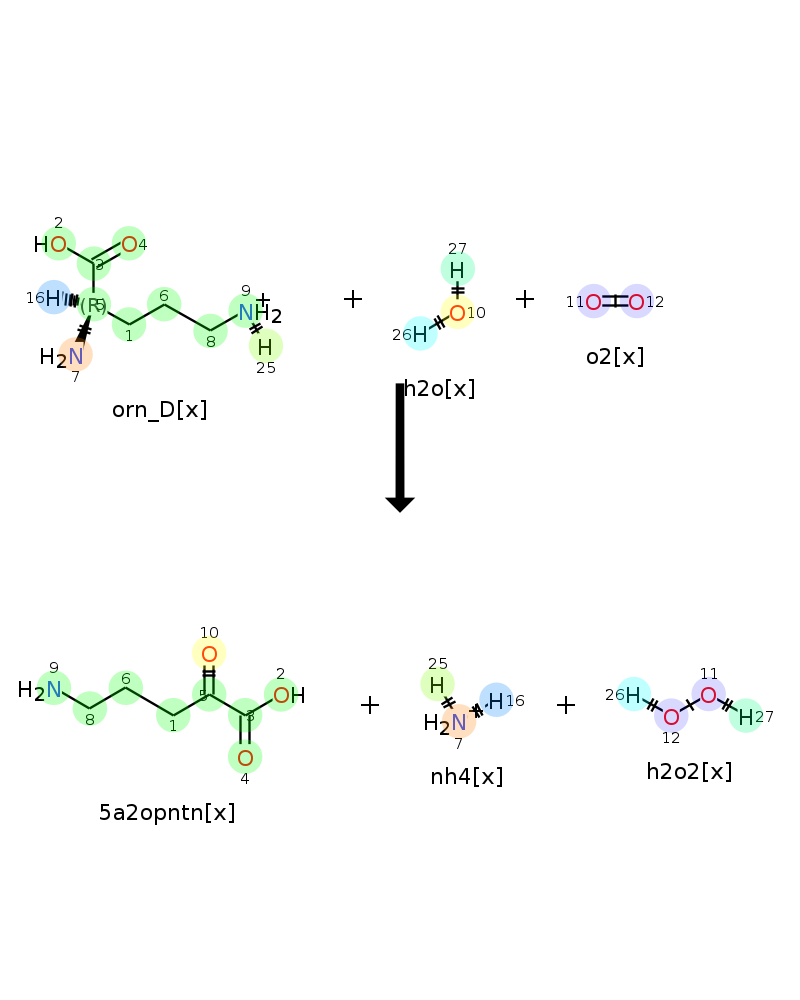 2
HO O4
3
16H (R) 5
H2N
7
1
6
8
9
NH2
+
H
25
+
27
H
O10
26H
+
11O O12
orn_D[x]
h2o[x]
o2[x]
10
O
9
H2N
8
6
1
5
3
2
OH
O
4
+
25
H
H16
H2N
7
+
26H
O
12
11
O
H27
5a2opntn[x]
nh4[x]
h2o2[x]